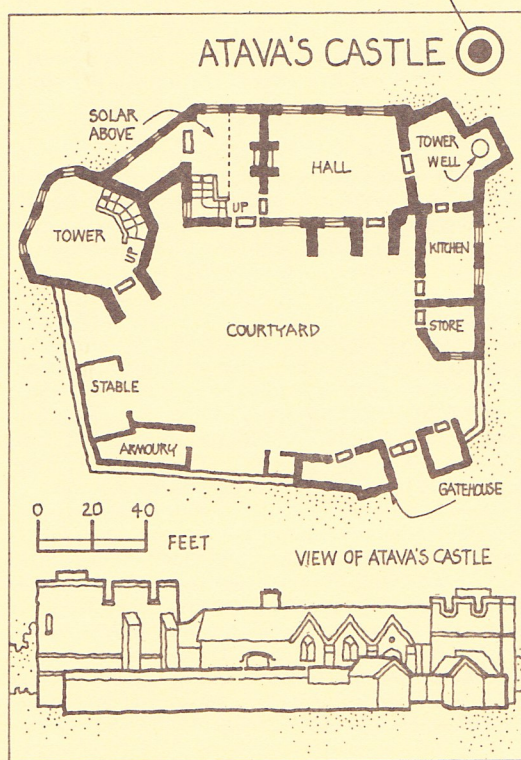 ATAVA'S CASTLE
SOLAR
ABOVE
HALL
TOWER
WELL
UP
TOWER
UP
KITCHEN
COURTYARD
STORE
STABLE
ARMOURY
GATEHOUSE
0 20 40
FEET
VIEW OF ATAVA'S CASTLE